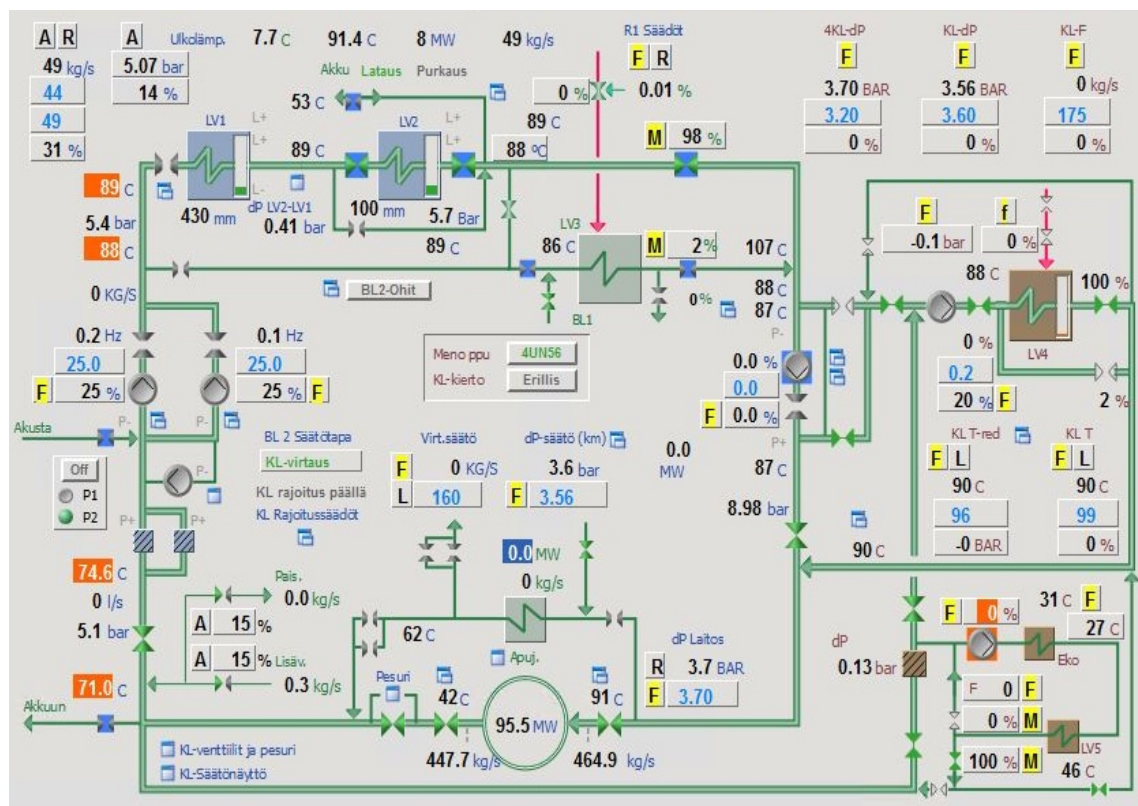 A R A Ulkolämp. 7.7 C 91.4 C 8 MW 49 kg/s R1 Säädöt 4KL-dP KL-dP KL-F
49 kg/s 5.07 bar F R F F F
44 14 % Akku Lataus Purkaus 0 % 0.01 % 3.70 BAR 3.56 BAR 0 kg/s
49 53 C 3.20 3.60 175
31 % LV1 L+ LV2 L+ 89 C 0 % 0 % 0 %
L+ 89 C L+ 88 ºC M 98 %
89 C L-
430 mm dP LV2-LV1 100 mm 5.7 Bar LV3 F f
5.4 bar 0.41 bar -0.1 bar 0 %
88 C 89 C 86 C M 2% 107 C
88 C 88 C 100 %
0 KG/S BL2-Ohit 0% 87 C
BL1 P-
0.2 Hz 0.1 Hz 0 % LV4
25.0 25.0 Meno ppu 4UN56 0.0 % 0.2
F 25 % 25 % F KL-kierto Erillis 0.0 20 % F 2 %
P- P- F 0.0 %
Akusta BL 2 Säätötapa Virt.säätö dP-säätö (km) P+ KL T-red KL T
KL-virtaus F 0 KG/S 3.6 bar 0.0 MW 87 C F L F L
Off P- L 160 F 3.56 90 C 90 C
P1 KL rajoitus päällä 8.98 bar 96 99
P2 P+ P+ KL Rajoitussäädöt 90 C -0 BAR 0 %
0.0 MW
74.6 C Pais. 0 kg/s
0 l/s 0.0 kg/s F 0 % 31 C F
5.1 bar A 15 % 62 C dP Laitos dP 27 C
A 15 % Lisäv. Apuj. R 3.7 BAR 0.13 bar Eko
71.0 C 0.3 kg/s Pesuri 42 C 91 C F 3.70 F 0 F
Akkuun 0 % M
95.5 MW LV5
KL-venttiilit ja pesuri 447.7 kg/s 464.9 kg/s 100 % M
KL-Säätönäyttö 46 C